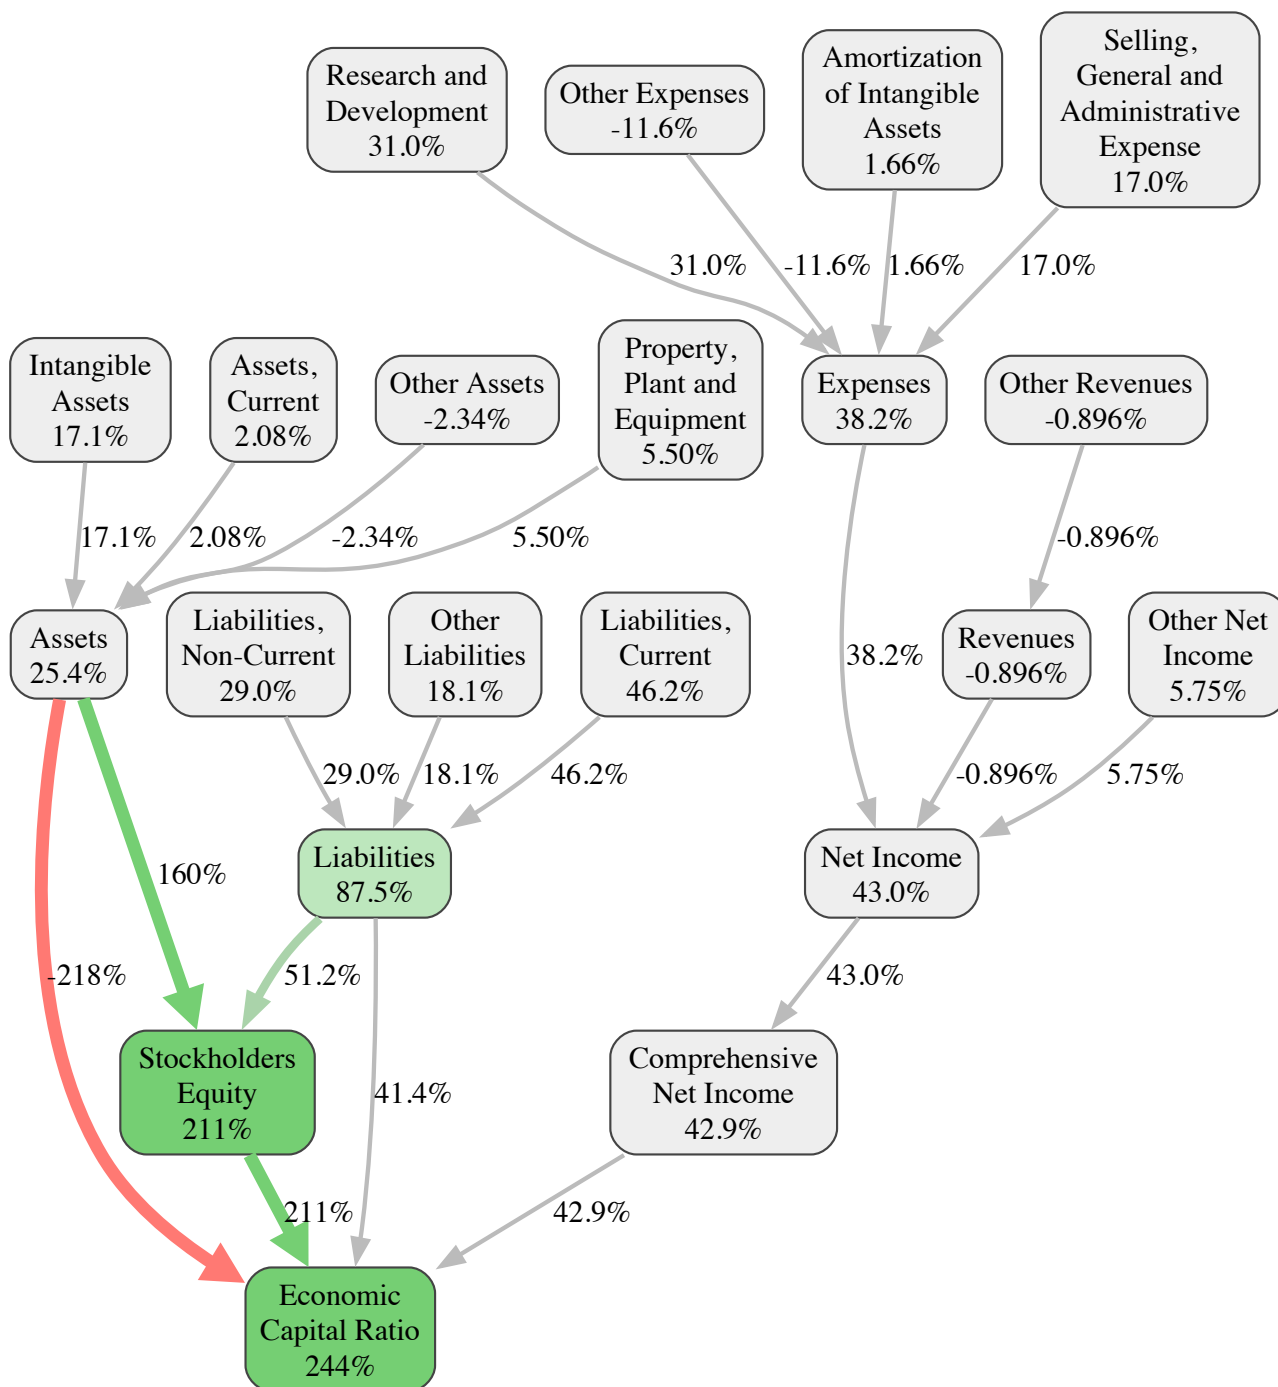 Research and
Development
31.0%
Other Expenses
-11.6%
Amortization
of Intangible
Assets
1.66%
Selling,
General and
Administrative
Expense
17.0%
31.0%
-11.6%
1.66%
17.0%
Intangible
Assets
17.1%
Assets,
Current
2.08%
Other Assets
-2.34%
Property,
Plant and
Equipment
5.50%
Expenses
38.2%
Other Revenues
-0.896%
17.1%
2.08%
-2.34%
5.50%
-0.896%
Assets
25.4%
Liabilities,
Non-Current
29.0%
Other
Liabilities
18.1%
Liabilities,
Current
46.2%
38.2%
Revenues
-0.896%
Other Net
Income
5.75%
29.0%
18.1%
46.2%
-0.896%
5.75%
160%
Liabilities
87.5%
Net Income
43.0%
-218%
51.2%
43.0%
Stockholders
Equity
211%
41.4%
Comprehensive
Net Income
42.9%
211%
42.9%
Economic
Capital Ratio
244%